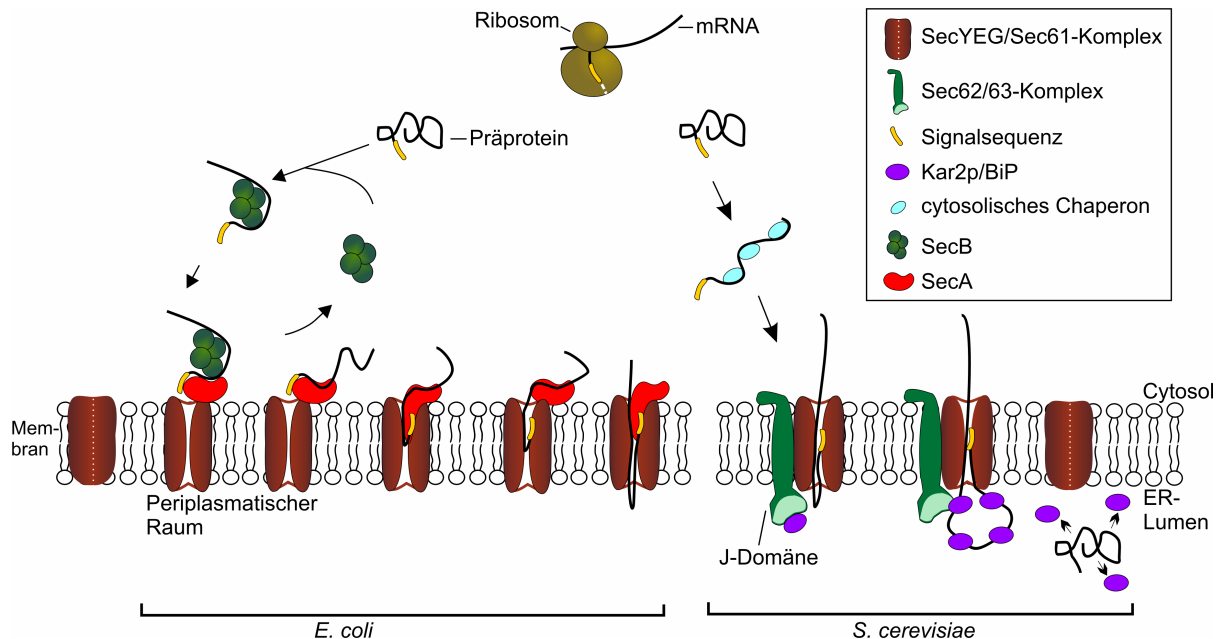 Ribosom
mRNA
Präprotein
SecYEG/Sec61-Komplex
Sec62/63-Komplex
Signalsequenz
Kar2p/BiP
cytosolisches Chaperon
SecB
SecA
Cytosol
Mem-
bran
Periplasmatischer
Raum
ER-
Lumen
J-Domäne
E. coli
S. cerevisiae